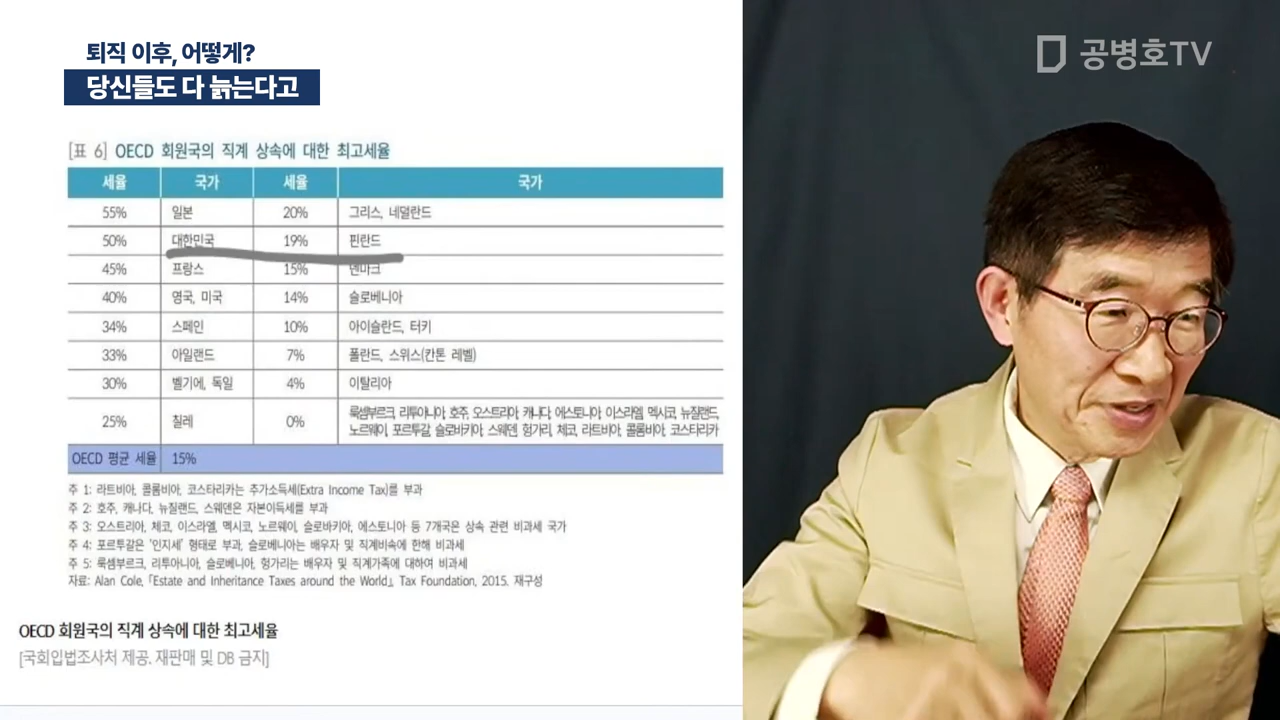 퇴직 이후, 어떻게?
당신들도 다 늙는다고
공병호TV
[표 6] OECD 회원국의 직계 상속에 대한 최고세율
세율 국가 세율 국가
55% 일본 20% 그리스, 네덜란드
50% 대한민국 19% 핀란드
45% 프랑스 15% 덴마크
40% 영국, 미국 14% 슬로베니아
34% 스페인 10% 아이슬란드, 터키
33% 아일랜드 7% 폴란드, 스위스(칸톤 레벨)
30% 벨기에, 독일 4% 이탈리아
25% 칠레 0% 룩셈부르크, 리투아니아, 호주, 오스트리아, 캐나다, 에스토니아, 이스라엘, 멕시코, 뉴질랜드,
노르웨이, 포르투갈, 슬로바키아, 스웨덴, 헝가리, 체코, 라트비아, 콜롬비아, 코스타리카
OECD 평균 세율 15%
주 1: 라트비아, 콜롬비아, 코스타리카는 추가소득세(Extra Income Tax)를 부과
주 2: 호주, 캐나다, 뉴질랜드, 스웨덴은 자본이득세를 부과
주 3: 오스트리아, 체코, 이스라엘, 멕시코, 노르웨이, 슬로바키아, 에스토니아 등 7개국은 상속 관련 비과세 국가
주 4: 포르투갈은 '인지세' 형태로 부과, 슬로베니아는 배우자 및 직계비속에 한해 비과세
주 5: 룩셈부르크, 리투아니아, 슬로베니아, 헝가리는 배우자 및 직계가족에 대하여 비과세
자료: Alan Cole, 「Estate and Inheritance Taxes around the World」, Tax Foundation, 2015. 재구성
OECD 회원국의 직계 상속에 대한 최고세율
[국회입법조사처 제공. 재판매 및 DB 금지]